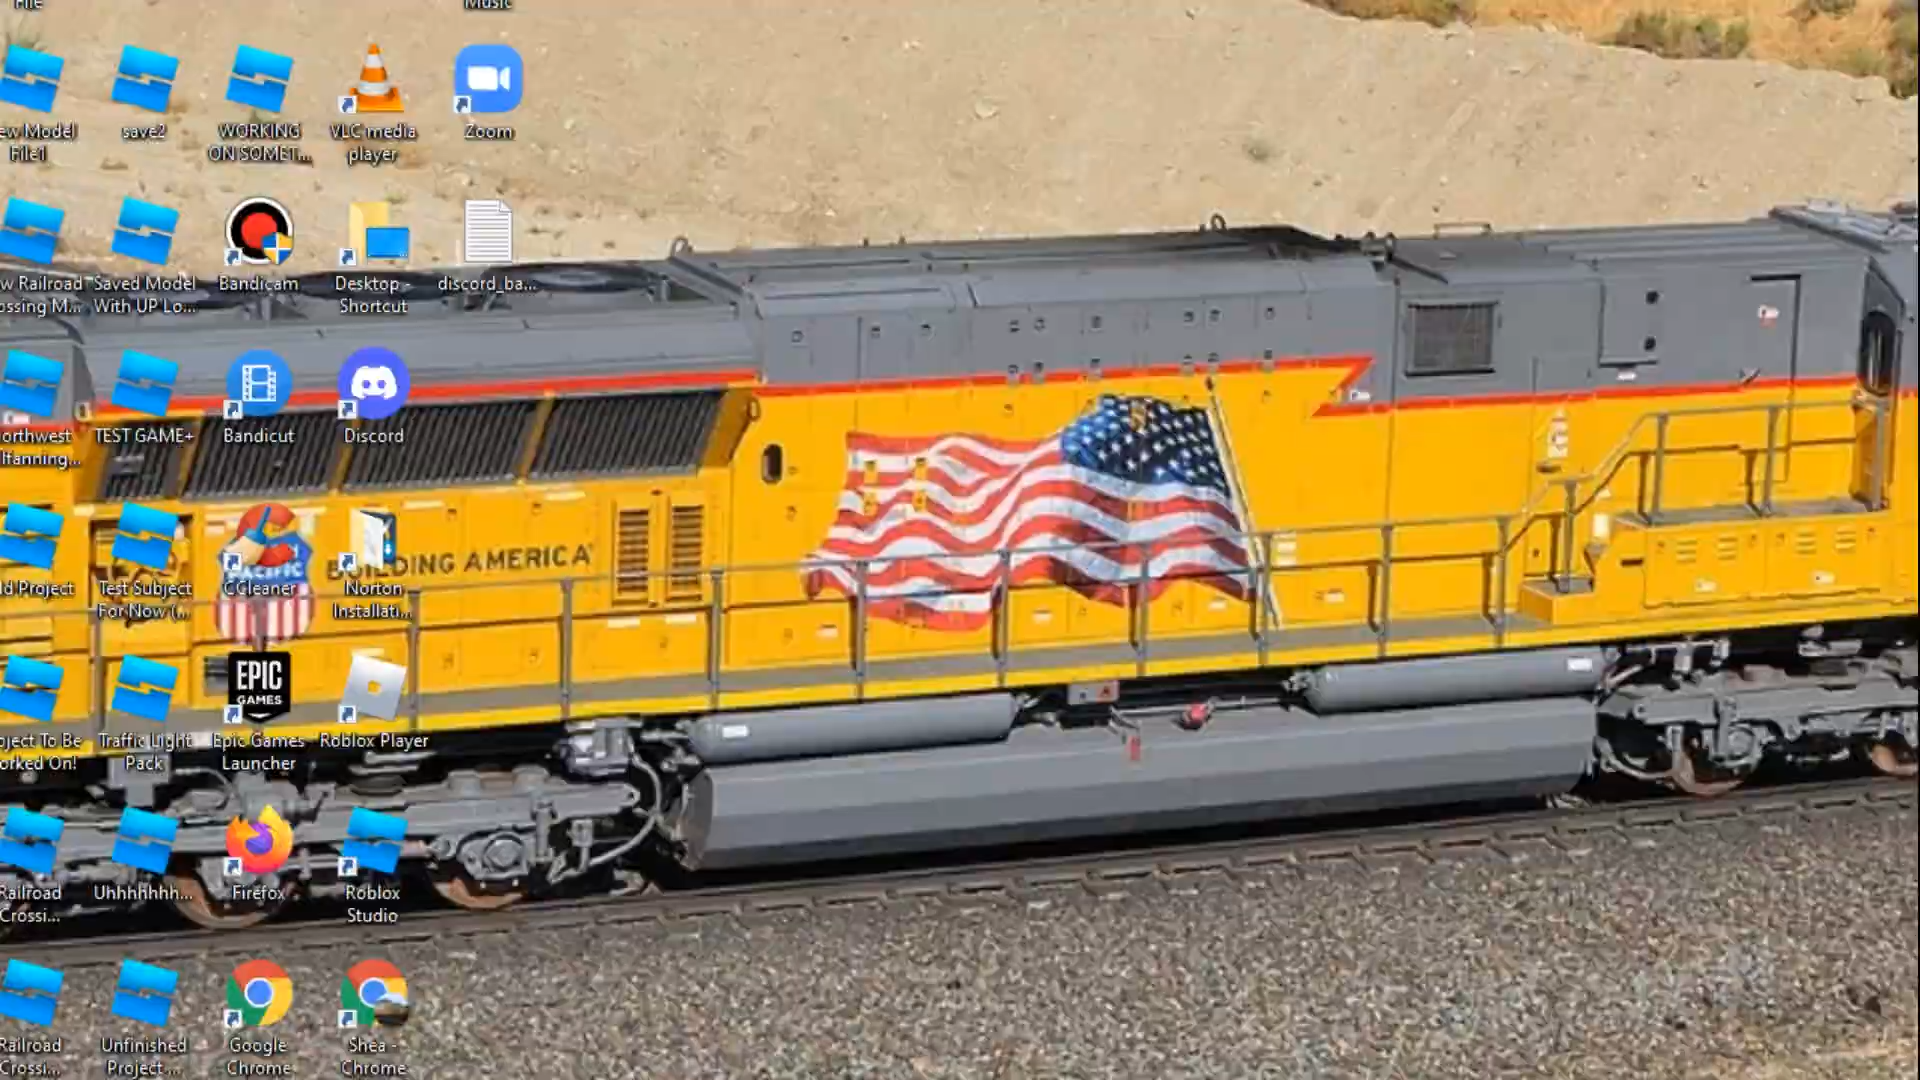 File
Music
ew Model
File1
save2
WORKING
ON SOMET...
VLC media
player
Zoom
w Railroad
ossing M...
Saved Model
With UP Lo...
Bandicam
Desktop -
Shortcut
discord_ba...
orthwest
lfanning...
TEST GAME+
Bandicut
Discord
BUILDING AMERICA
PACIFIC
ld Project
Test Subject
For Now (...
CCleaner
Norton
Installati...
EPIC
GAMES
oject To Be
orked On!
Traffic Light
Pack
Epic Games
Launcher
Roblox Player
Railroad
Crossi...
Uhhhhhhh...
Firefox
Roblox
Studio
Railroad
Crossi...
Unfinished
Project ...
Google
Chrome
Shea -
Chrome